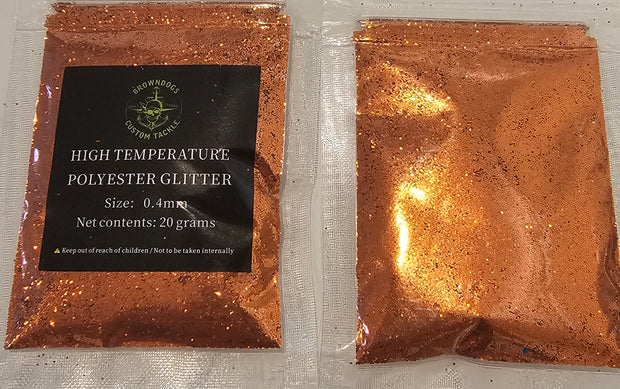 GROWNDOGS
CUSTOM TACKLE
HIGH TEMPERATURE
POLYESTER GLITTER
Size: 0.4mm
Net contents: 20 grams
⚠ Keep out of reach of children / Not to be taken internally